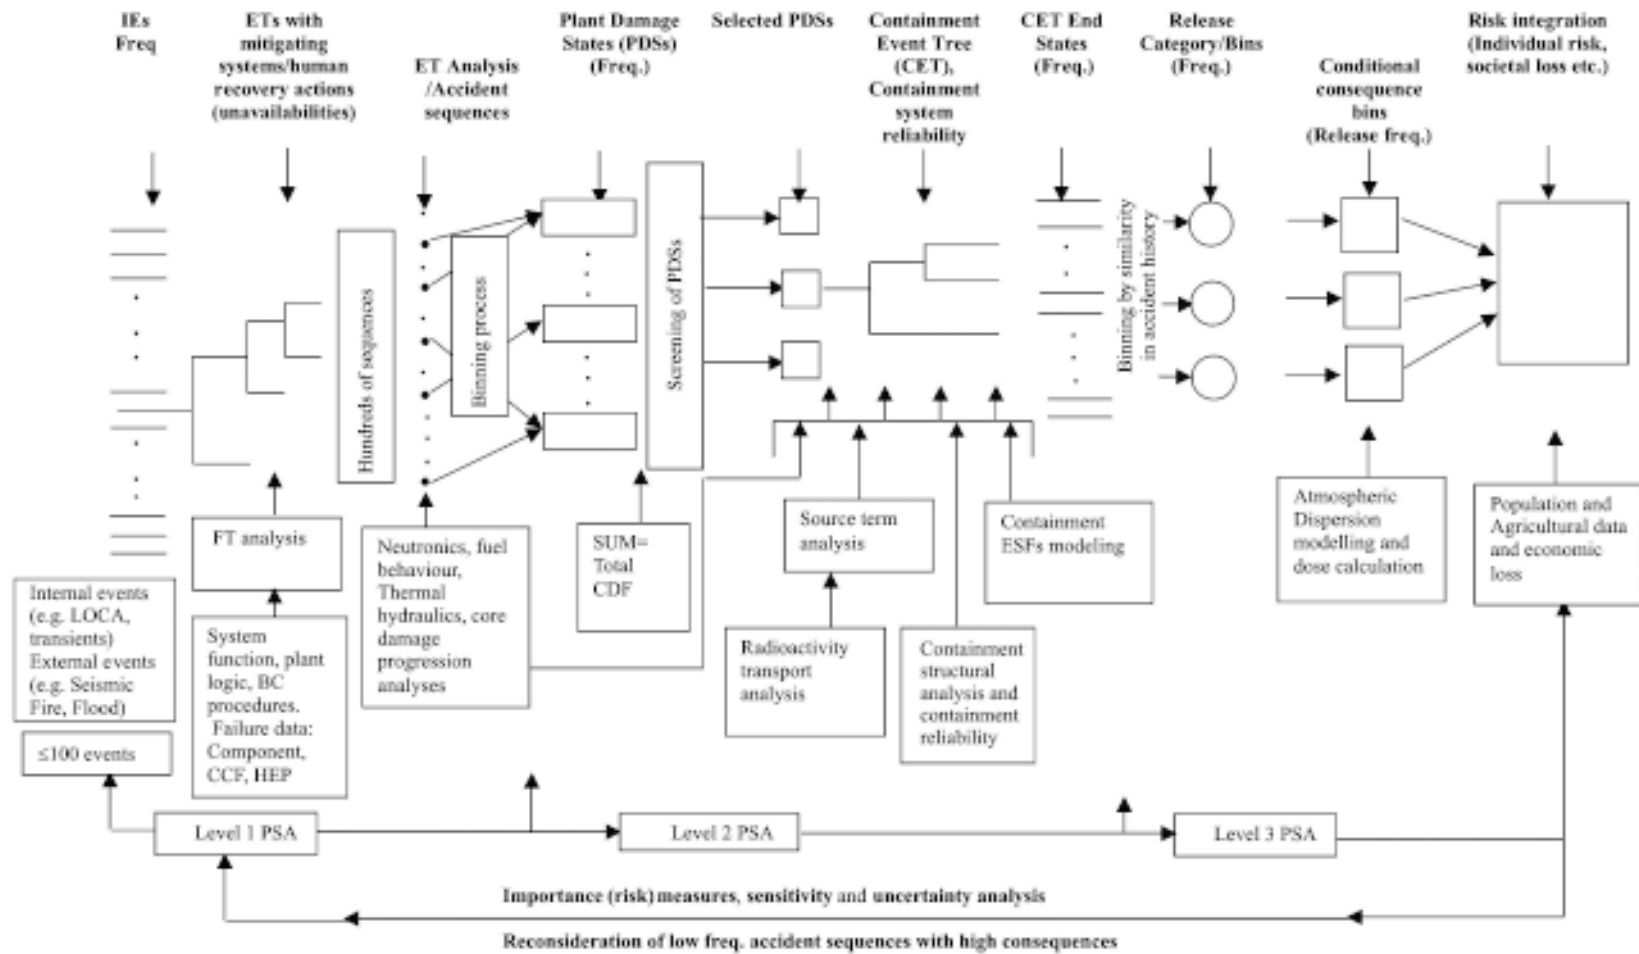 IEs
Freq
ETs with
mitigating
systems/human
recovery actions
(unavailabilities)
ET Analysis
/Accident
sequences
Plant Damage
States (PDSs)
(Freq.)
Selected PDSs
Containment
Event Tree
(CET),
Containment
system
reliability
CET End
States
(Freq.)
Release
Category/Bins
(Freq.)
Conditional
consequence
bins
(Release freq.)
Risk integration
(Individual risk,
societal loss etc.)
Hundreds of sequences
Binning process
Screening of PDSs
Binning by similarity
in accident history
Internal events
(e.g. LOCA,
transients)
External events
(e.g. Seismic
Fire, Flood)
≤100 events
FT analysis
System
function, plant
logic, BC
procedures.
Failure data:
Component,
CCF, HEP
Neutronics, fuel
behaviour,
Thermal
hydraulics, core
damage
progression
analyses
SUM=
Total
CDF
Source term
analysis
Radioactivity
transport
analysis
Containment
ESFs modeling
Containment
structural
analysis and
containment
reliability
Atmospheric
Dispersion
modelling and
dose calculation
Population and
Agricultural data
and economic
loss
Level 1 PSA
Level 2 PSA
Level 3 PSA
Importance (risk) measures, sensitivity and uncertainty analysis
Reconsideration of low freq. accident sequences with high consequences